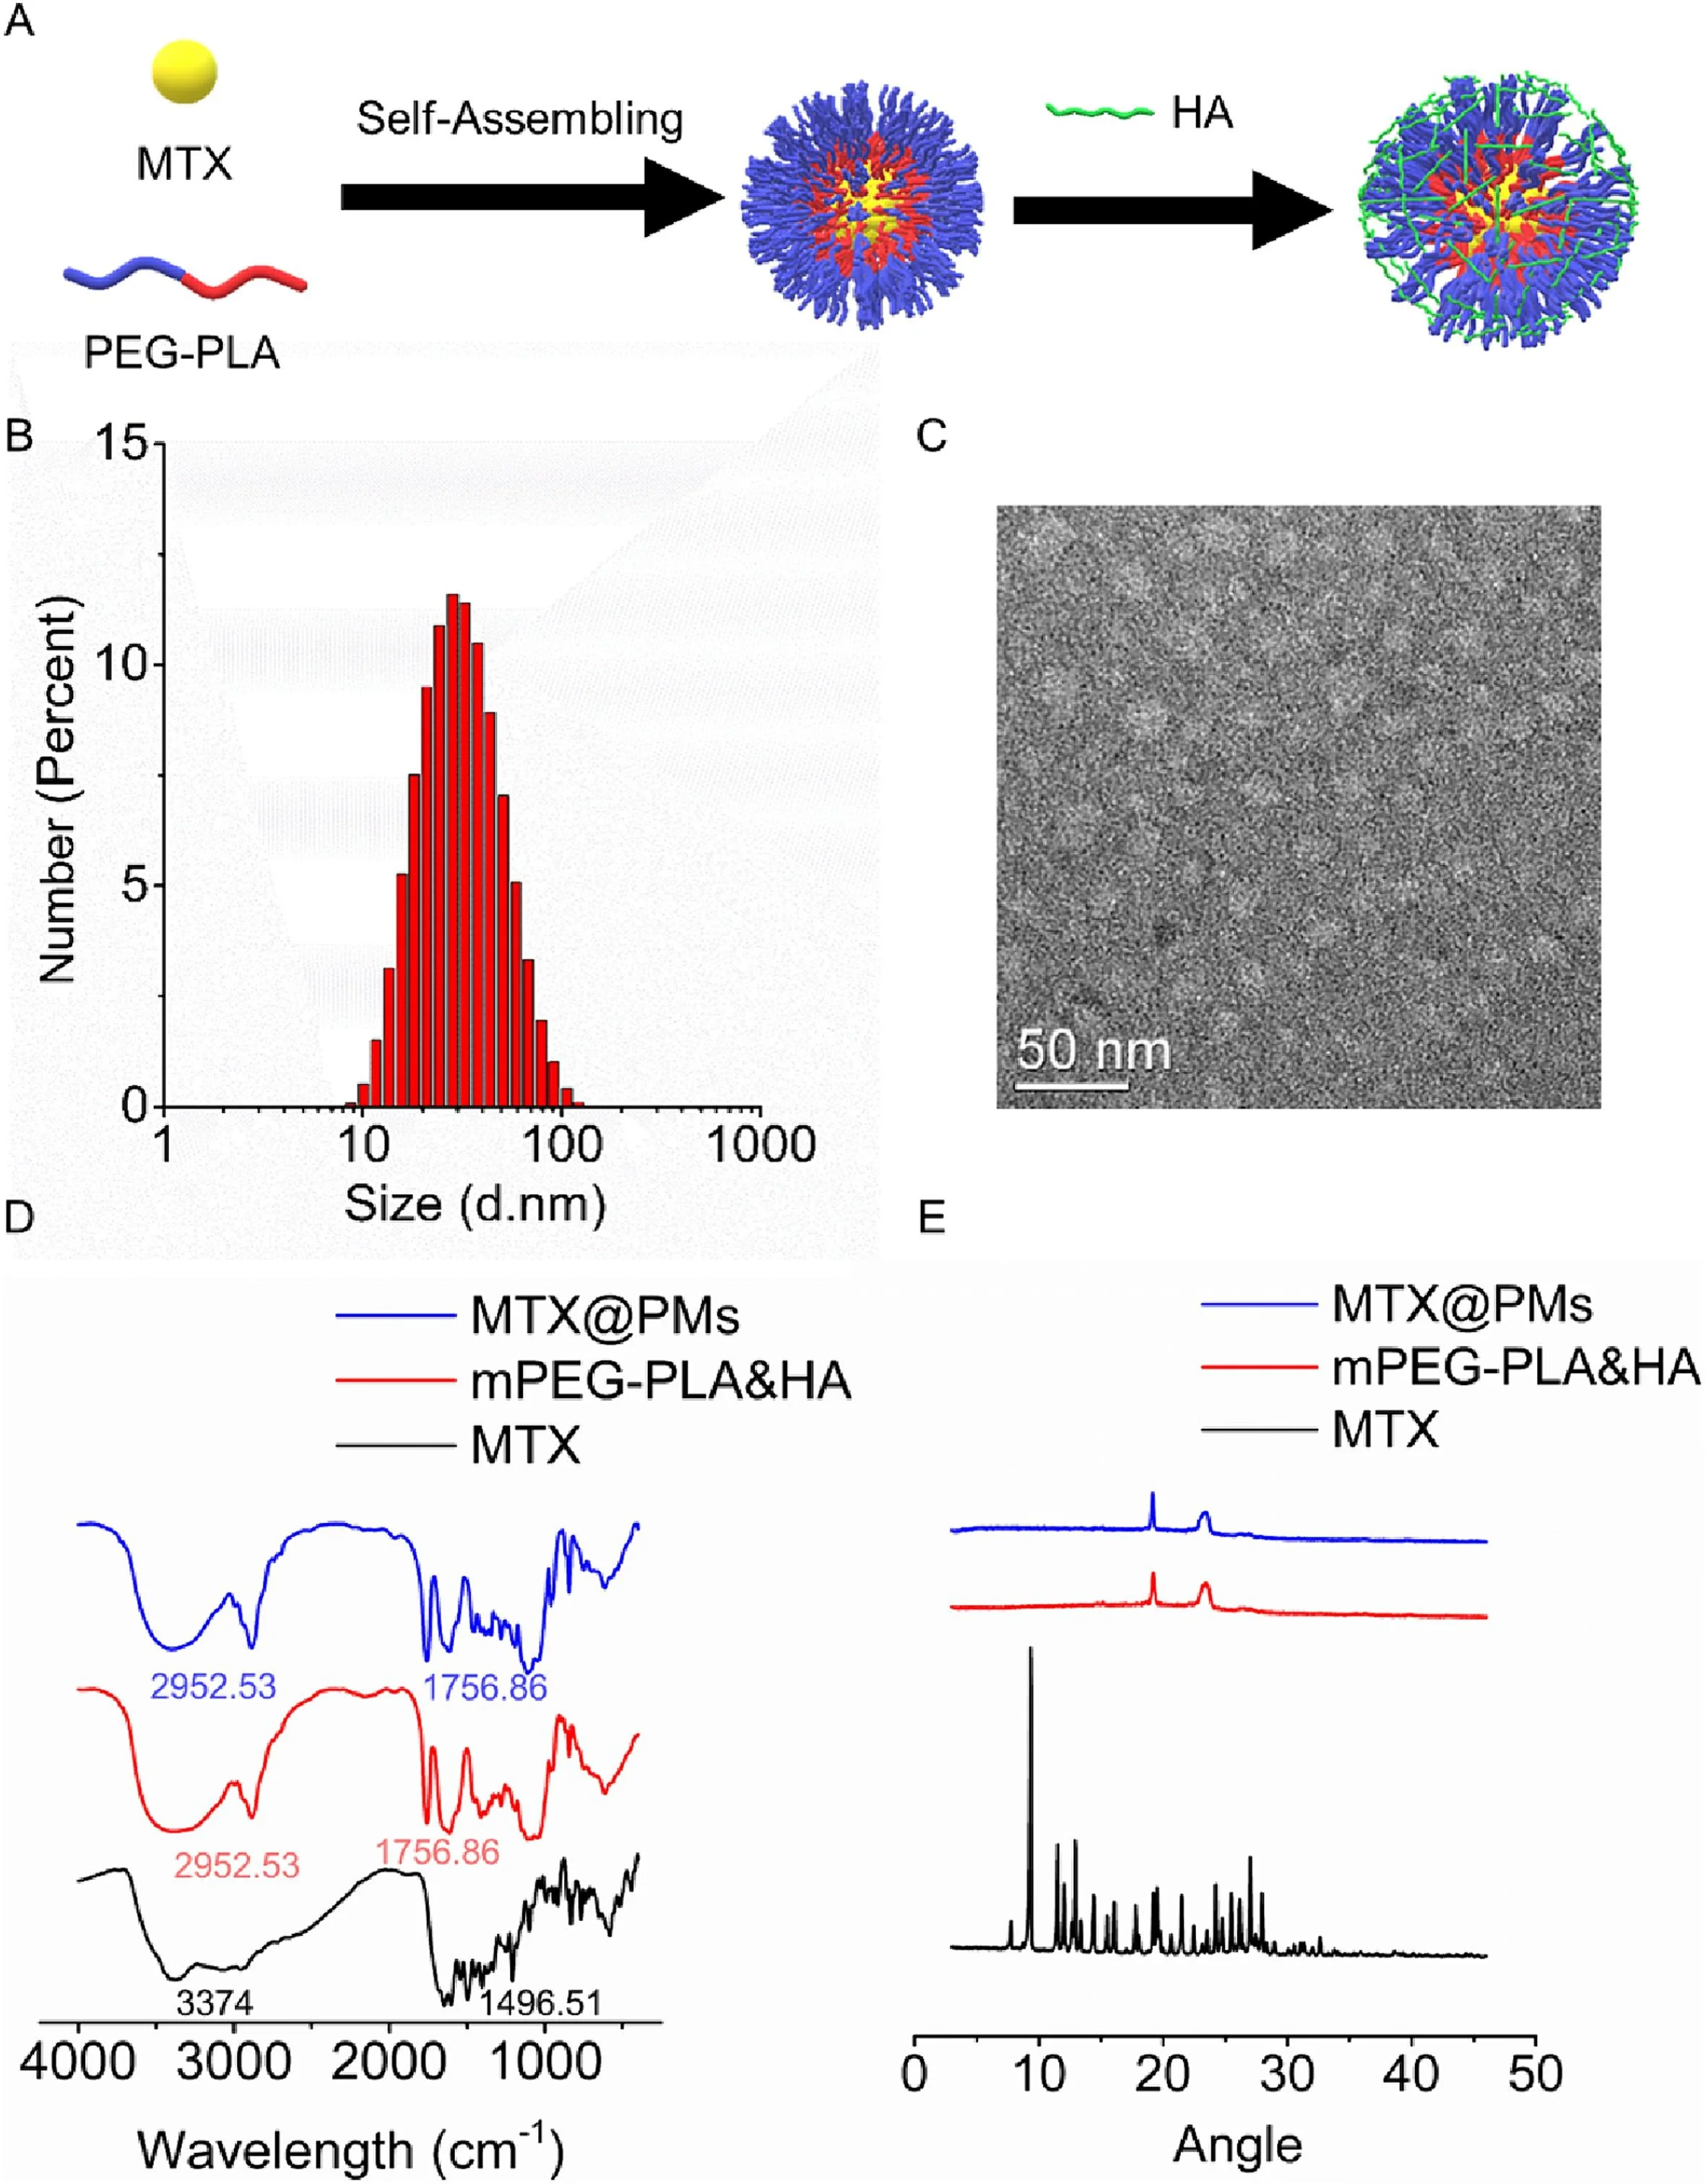 A
MTX
PEG-PLA
Self-Assembling
HA
B
15
10
5
0
Number (Percent)
1 10 100 1000
Size (d.nm)
C
50 nm
D
MTX@PMs
mPEG-PLA&HA
MTX
2952.53 1756.86
2952.53 1756.86
3374 1496.51
4000 3000 2000 1000
Wavelength (cm-1)
E
MTX@PMs
mPEG-PLA&HA
MTX
0 10 20 30 40 50
Angle